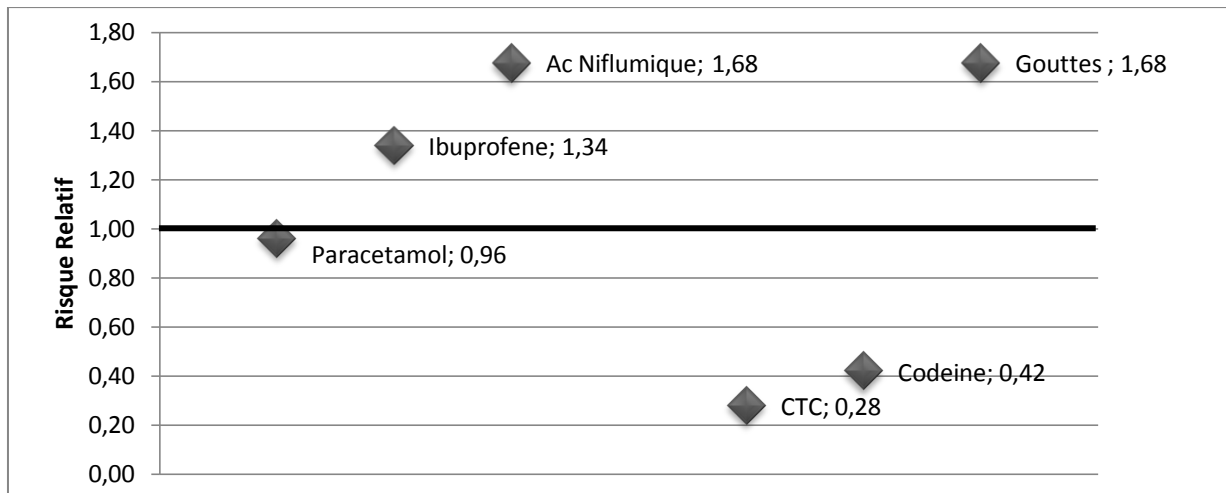 Risque Relatif
1,80
1,60
1,40
1,20
1,00
0,80
0,60
0,40
0,20
0,00
Ac Niflumique; 1,68
Gouttes ; 1,68
Ibuprofene; 1,34
Paracetamol; 0,96
Codeine; 0,42
CTC; 0,28